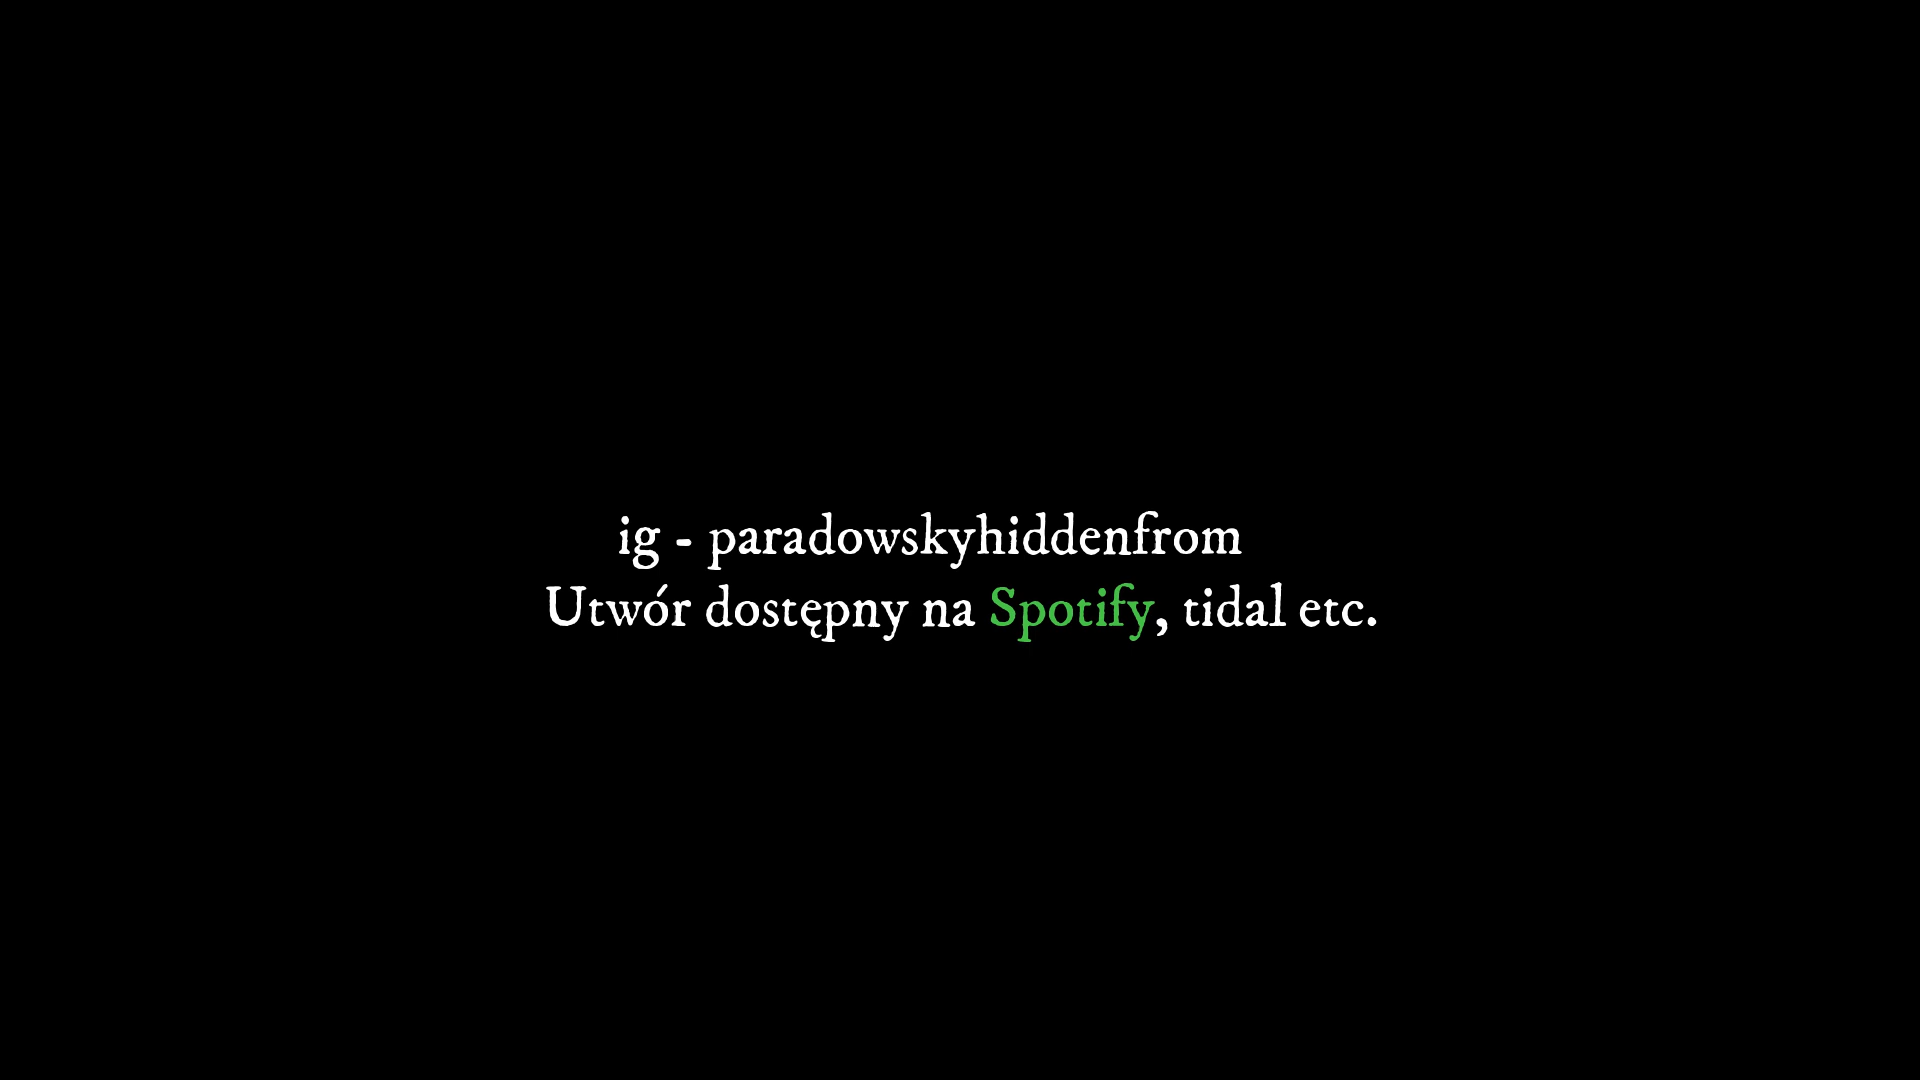 ig - paradowskyhiddenfrom
Utwór dostępny na Spotify, tidal etc.